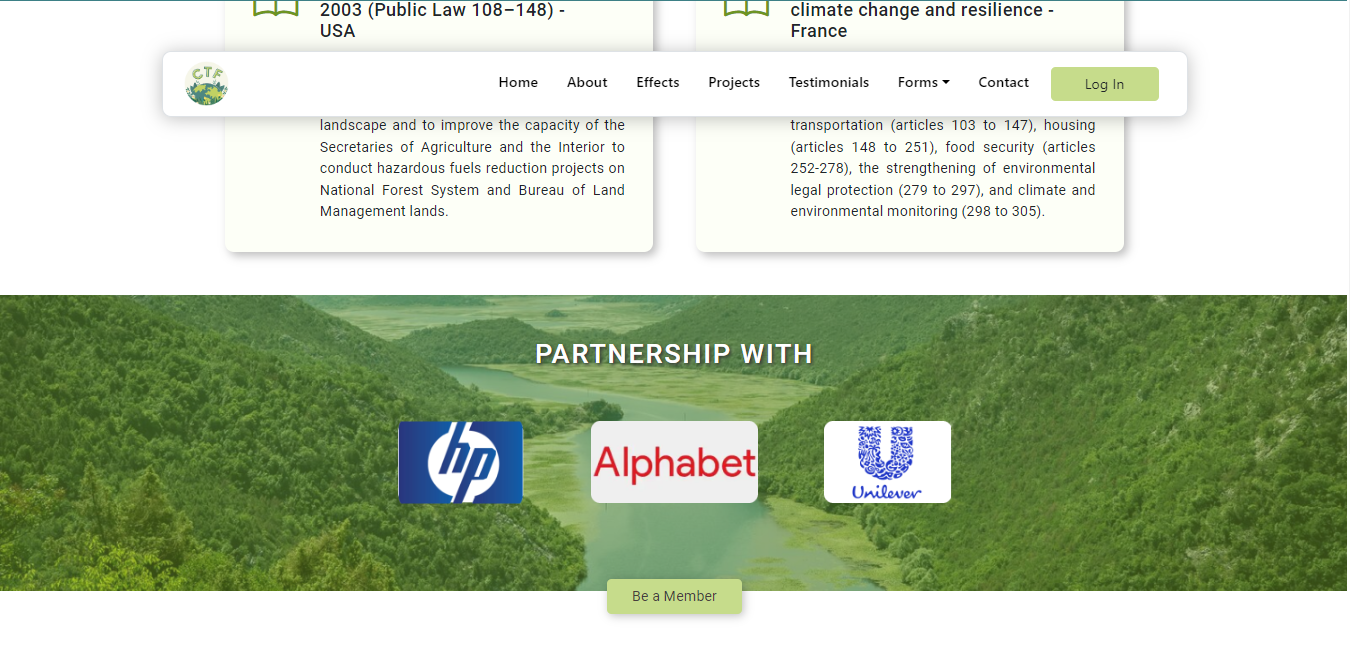 2003 (Public Law 108–148) -
USA
climate change and resilience -
France
CTF
Home About Effects Projects Testimonials Forms Contact Log In
landscape and to improve the capacity of the
Secretaries of Agriculture and the Interior to
conduct hazardous fuels reduction projects on
National Forest System and Bureau of Land
Management lands.
transportation (articles 103 to 147), housing
(articles 148 to 251), food security (articles
252-278), the strengthening of environmental
legal protection (279 to 297), and climate and
environmental monitoring (298 to 305).
PARTNERSHIP WITH
hp
Alphabet
Unilever
Be a Member